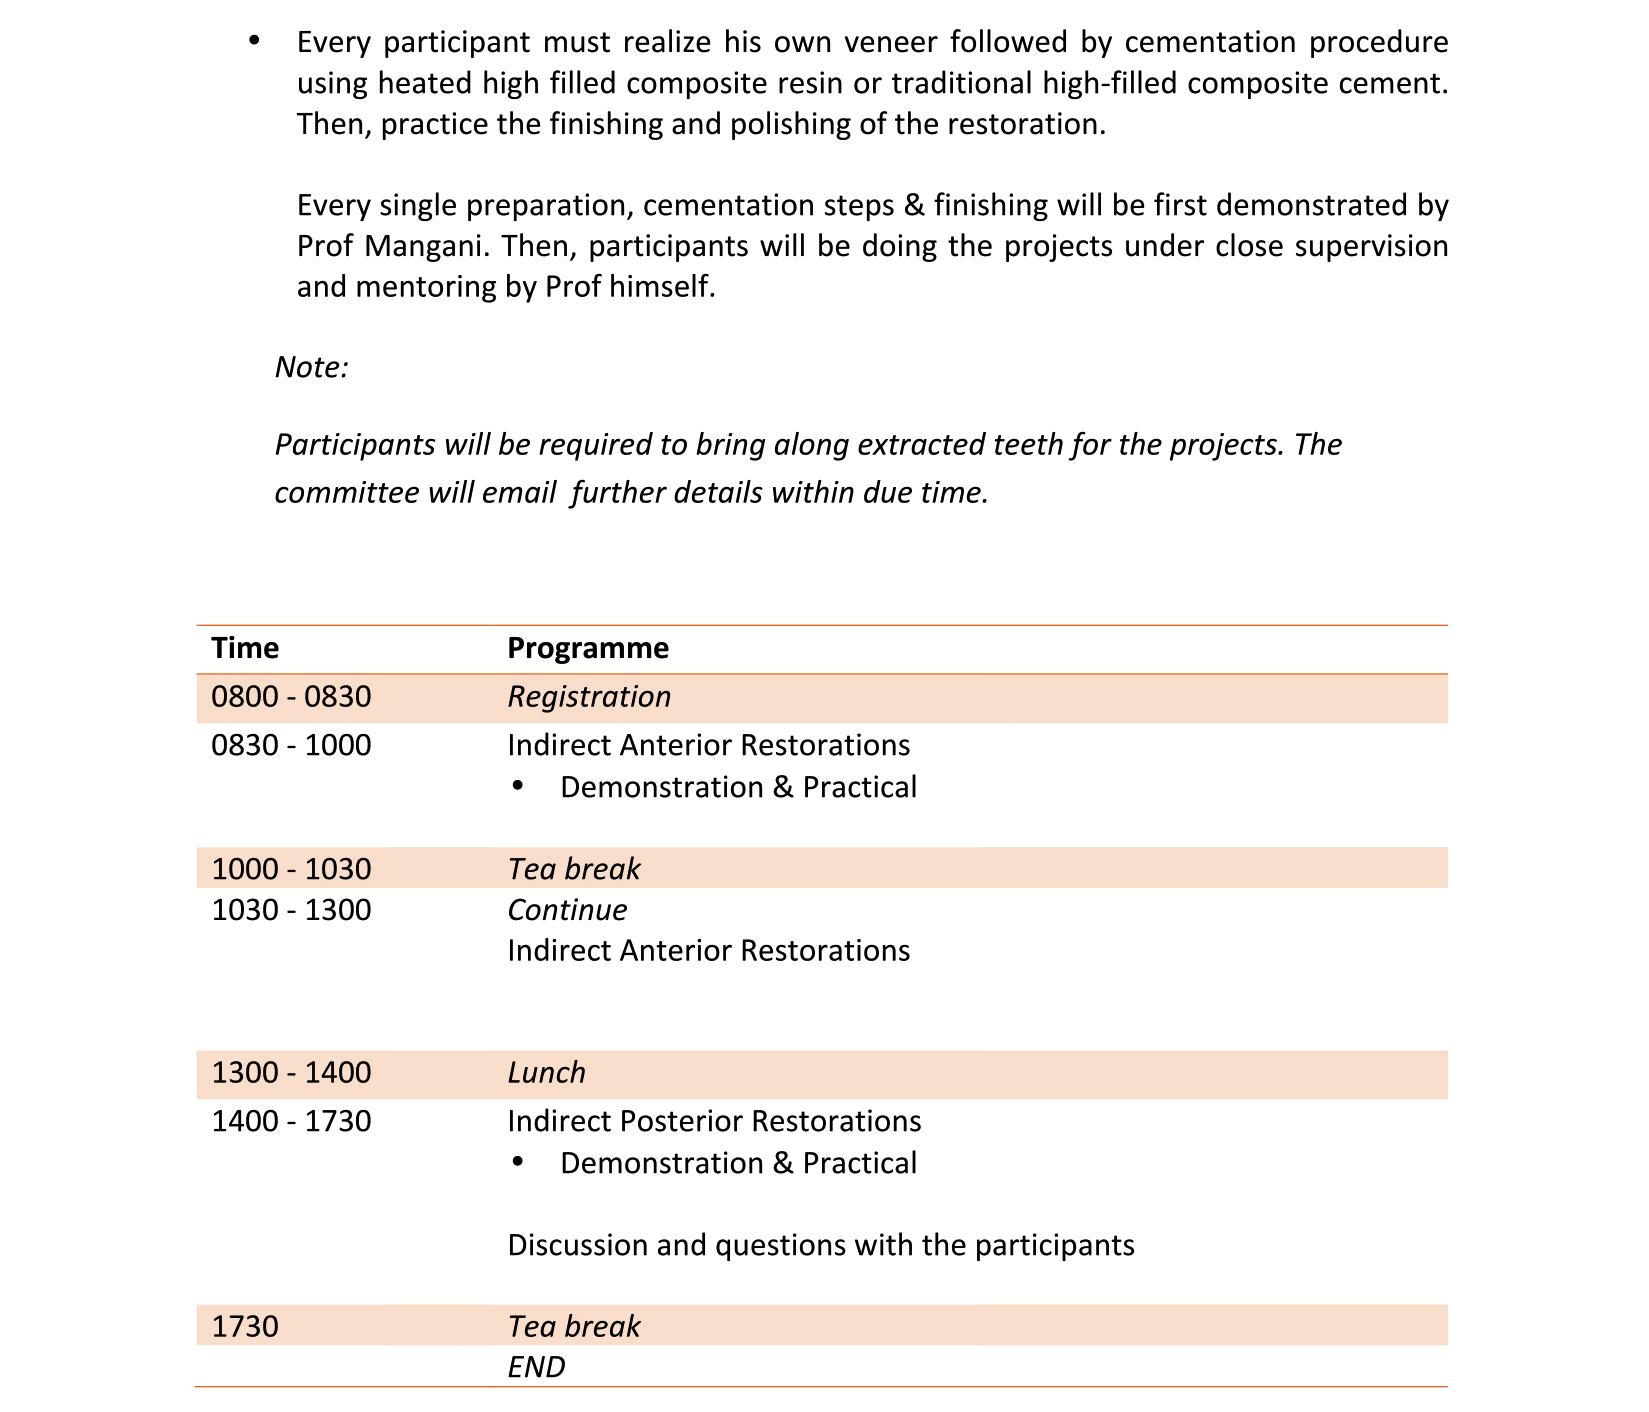 • Every participant must realize his own veneer followed by cementation procedure
using heated high filled composite resin or traditional high-filled composite cement.
Then, practice the finishing and polishing of the restoration.
Every single preparation, cementation steps & finishing will be first demonstrated by
Prof Mangani. Then, participants will be doing the projects under close supervision
and mentoring by Prof himself.
Note:
Participants will be required to bring along extracted teeth for the projects. The
committee will email  further details within due time.
Time Programme
0800 - 0830 Registration
0830 - 1000 Indirect Anterior Restorations
• Demonstration & Practical
1000 - 1030 Tea break
1030 - 1300 Continue
Indirect Anterior Restorations
1300 - 1400 Lunch
1400 - 1730 Indirect Posterior Restorations
• Demonstration & Practical
Discussion and questions with the participants
1730 Tea break
END